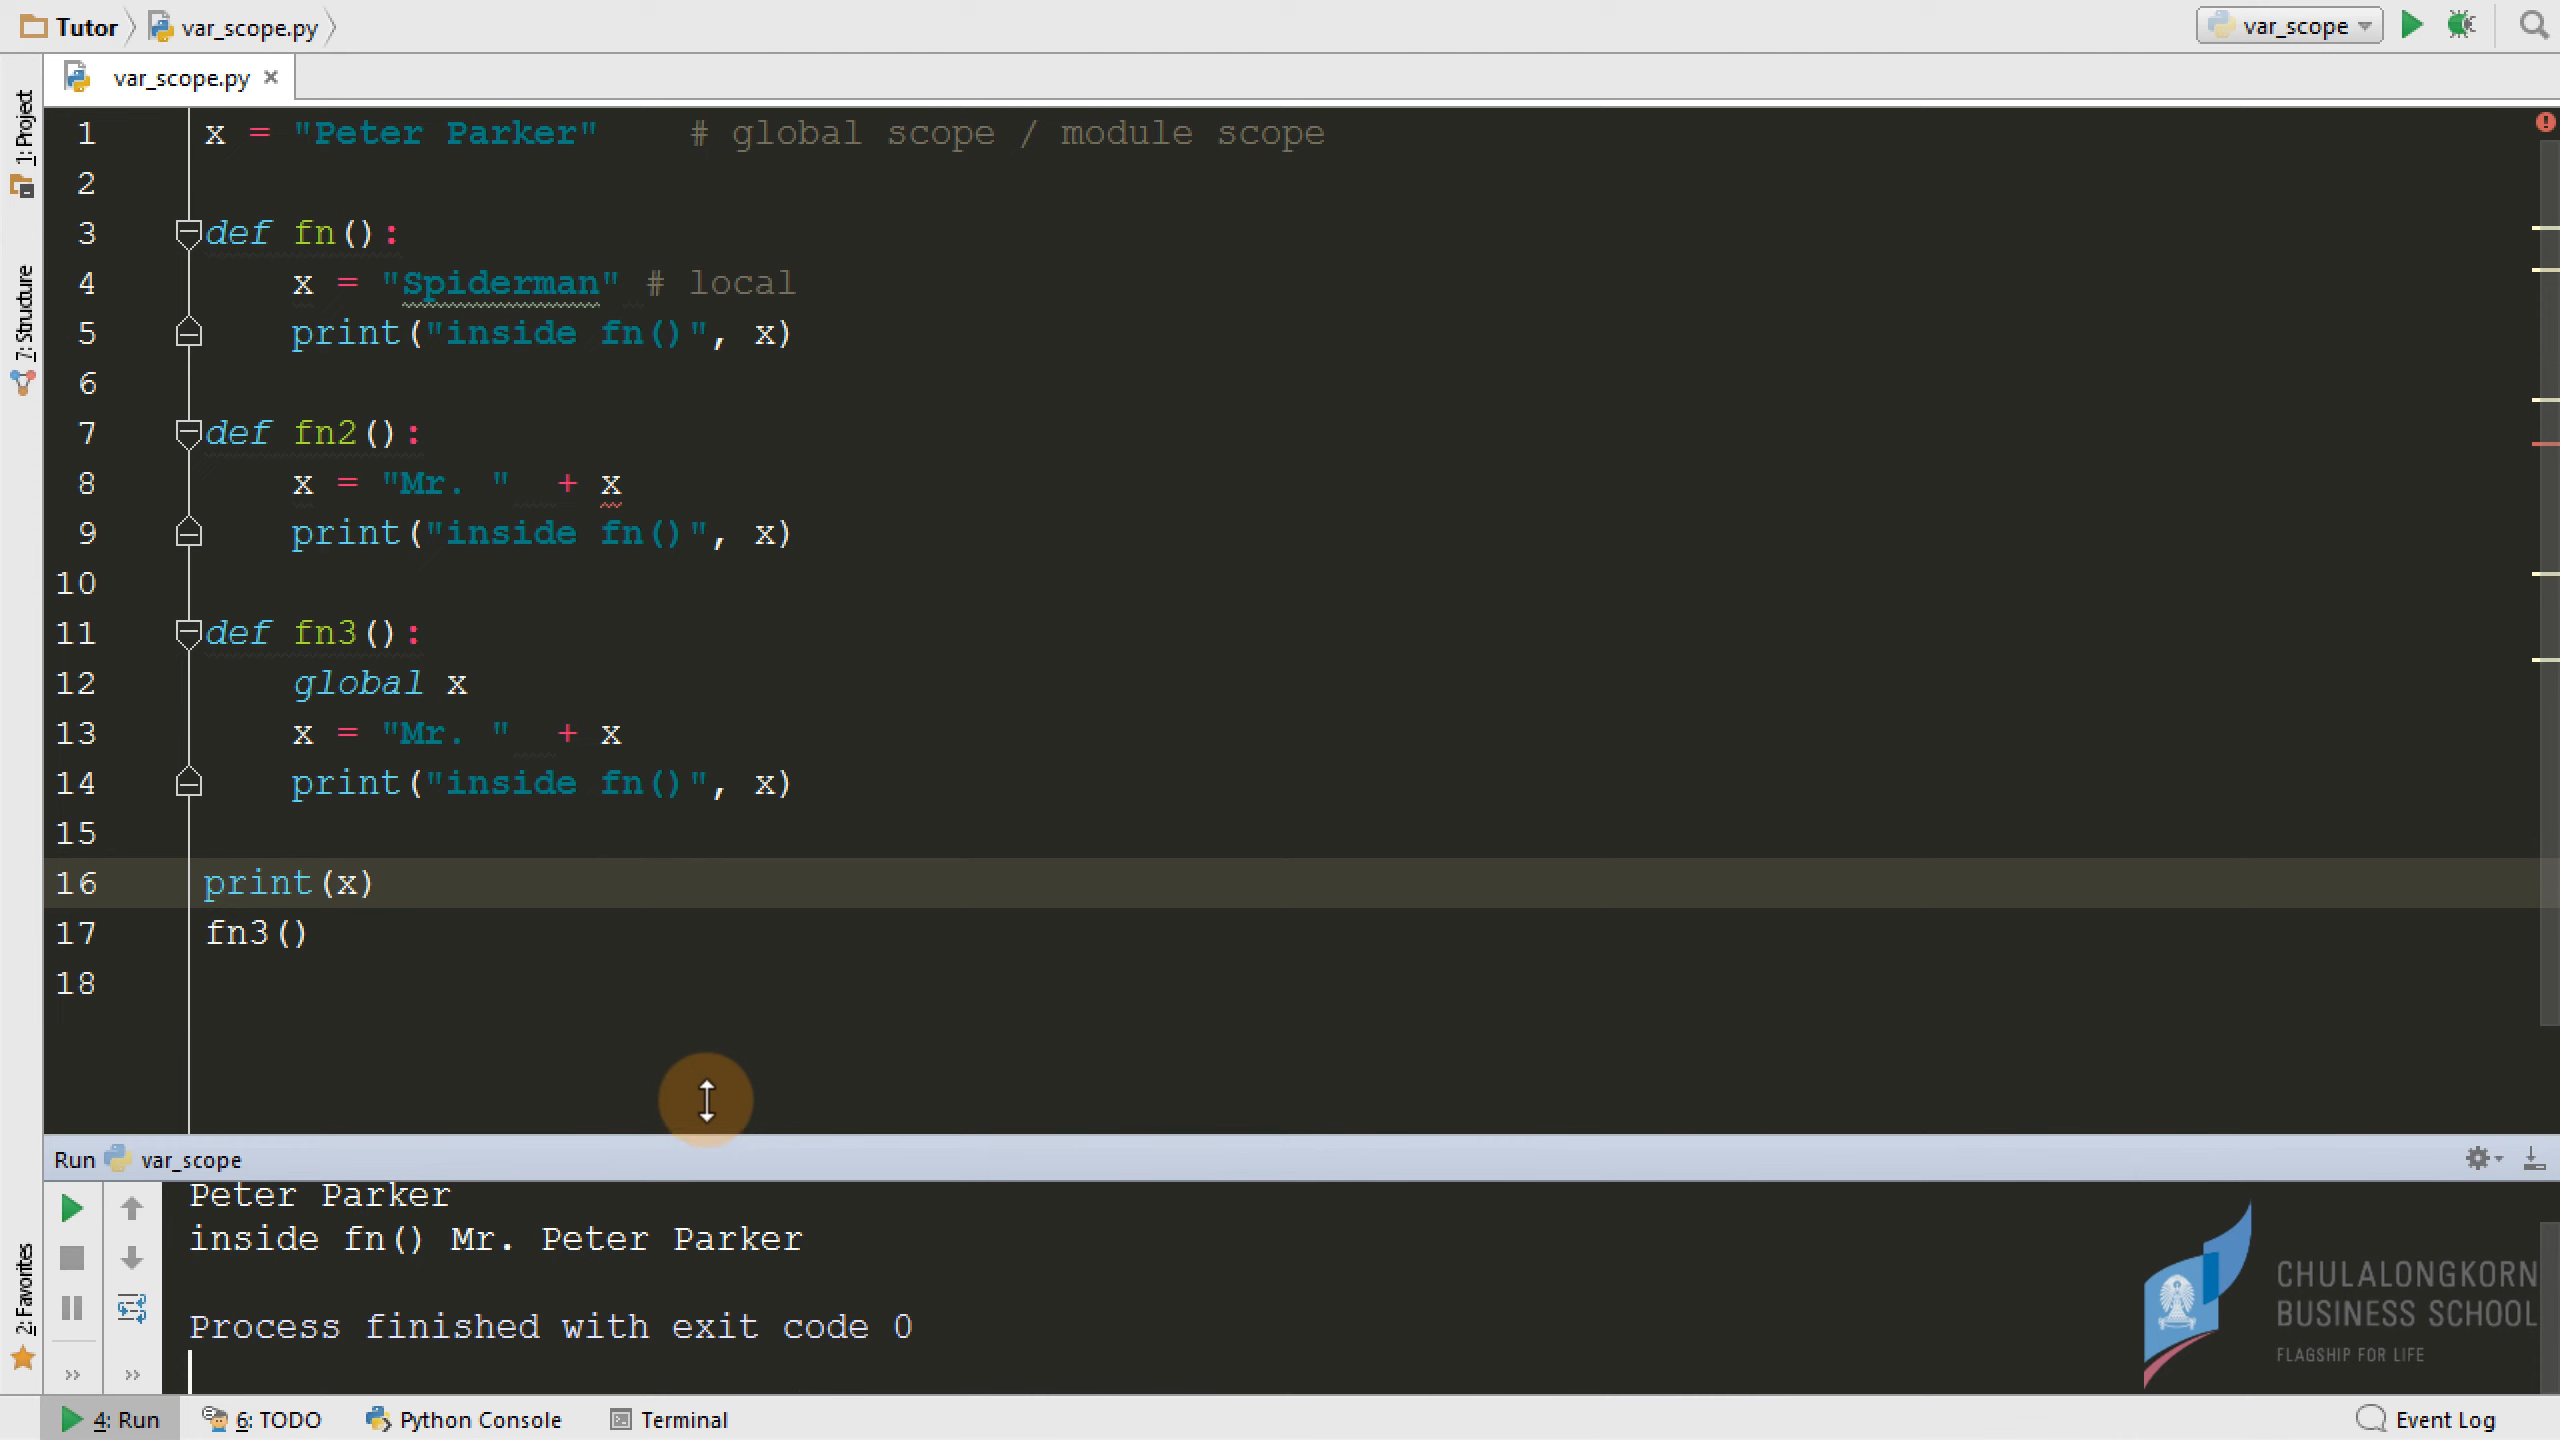 Tutor var_scope.py var_scope
var_scope.py
1: Project
7: Structure
2: Favorites
1 x = "Peter Parker" # global scope / module scope
2
3 def fn():
4 x = "Spiderman" # local
5 print("inside fn()", x)
6
7 def fn2():
8 x = "Mr. " + x
9 print("inside fn()", x)
10
11 def fn3():
12 global x
13 x = "Mr. " + x
14 print("inside fn()", x)
15
16 print(x)
17 fn3()
18
Run var_scope
Peter Parker
inside fn() Mr. Peter Parker
Process finished with exit code 0
CHULALONGKORN
BUSINESS SCHOOL
FLAGSHIP FOR LIFE
4: Run 6: TODO Python Console Terminal Event Log